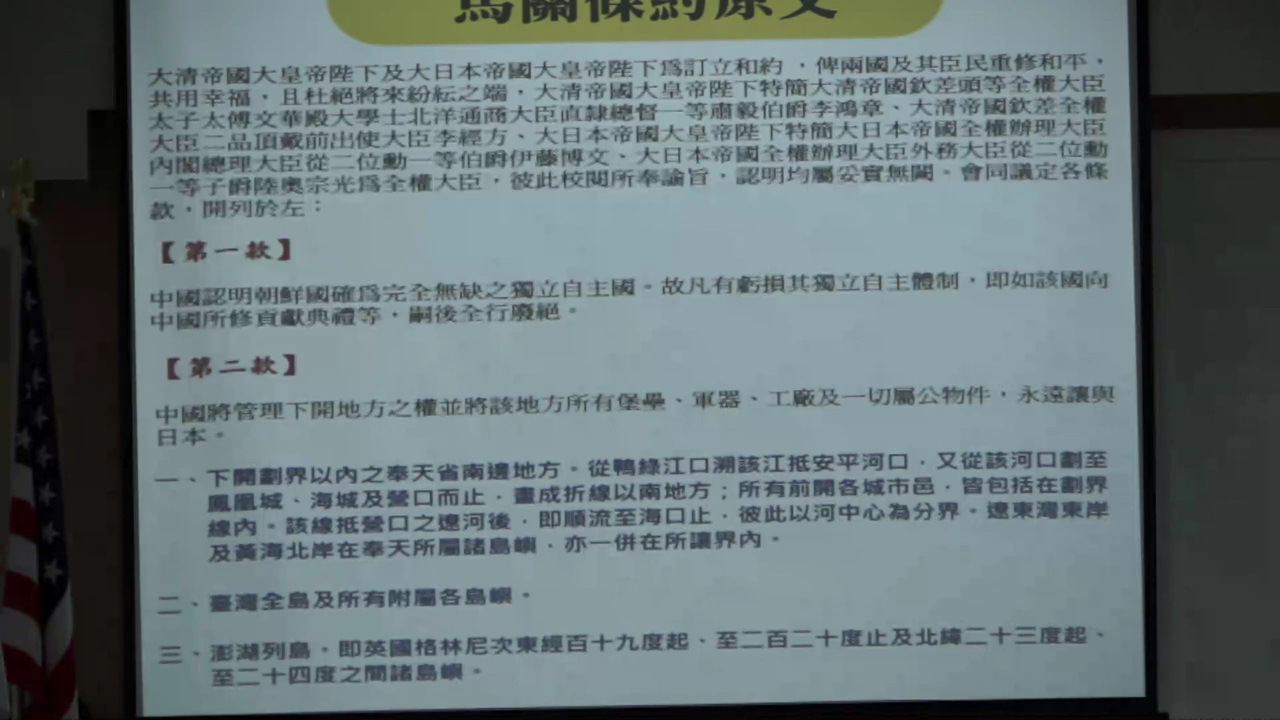 馬關條約原文
大清帝國大皇帝陛下及大日本帝國大皇帝陛下爲訂立和約，俾兩國及其臣民重修和平，
共用幸福，且杜絕將來紛紜之端，大清帝國大皇帝陛下特簡大清帝國欽差頭等全權大臣
太子太傅文華殿大學士北洋通商大臣直隸總督一等肅毅伯爵李鴻章、大清帝國欽差全權
大臣二品頂戴前出使大臣李經方、大日本帝國大皇帝陛下特簡大日本帝國全權辦理大臣
內閣總理大臣從二位勳一等伯爵伊藤博文、大日本帝國全權辦理大臣外務大臣從二位勳
一等子爵陸奧宗光爲全權大臣，彼此校閱所奉諭旨，認明均屬妥實無闕。會同議定各條
款，開列於左：
【第一款】
中國認明朝鮮國確爲完全無缺之獨立自主國。故凡有虧損其獨立自主體制，即如該國向
中國所修貢獻典禮等，嗣後全行廢絕。
【第二款】
中國將管理下開地方之權並將該地方所有堡壘、軍器、工廠及一切屬公物件，永遠讓與
日本。
一、下開劃界以內之奉天省南邊地方。從鴨綠江口溯該江抵安平河口，又從該河口劃至
鳳凰城、海城及營口而止，畫成折線以南地方；所有前開各城市邑，皆包括在劃界
線內。該線抵營口之遼河後，即順流至海口止，彼此以河中心為分界。遼東灣東岸
及黃海北岸在奉天所屬諸島嶼，亦一併在所讓界內。
二、臺灣全島及所有附屬各島嶼。
三、澎湖列島。即英國格林尼次東經百十九度起、至二百二十度止及北緯二十三度起、
至二十四度之間諸島嶼。